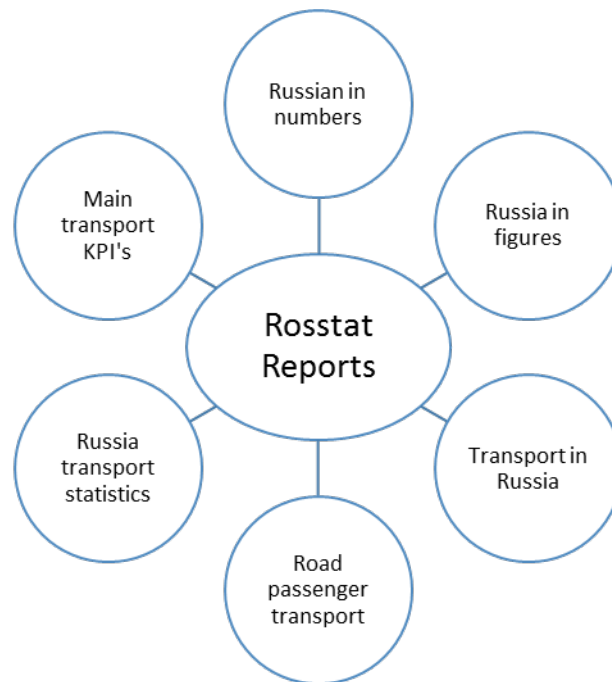 Russian in
numbers
Main
transport
KPI's
Russia in
figures
Rosstat
Reports
Russia
transport
statistics
Transport in
Russia
Road
passenger
transport